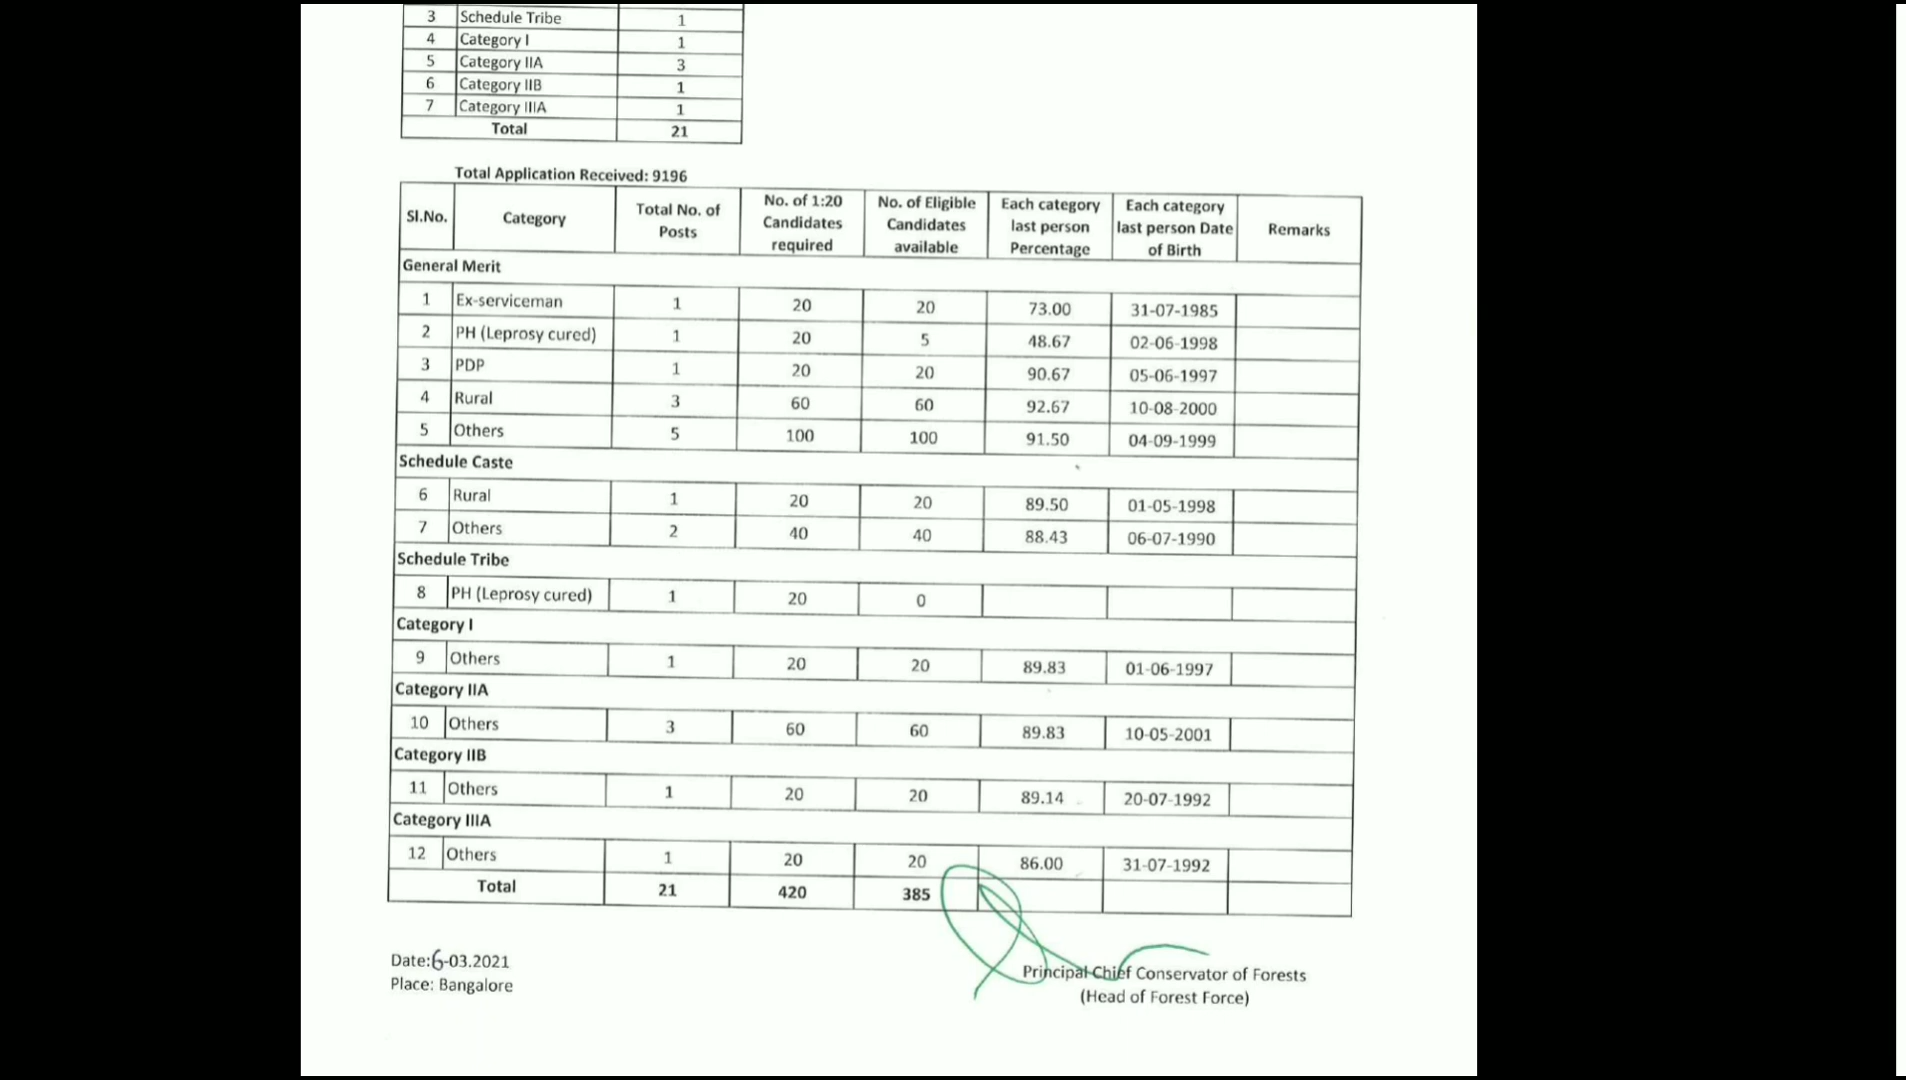 3 Schedule Tribe 1
4 Category I 1
5 Category IIA 3
6 Category IIB 1
7 Category IIIA 1
Total 21
Total Application Received: 9196
Sl.No. Category Total No. of Posts No. of 1:20 Candidates required No. of Eligible Candidates available Each category last person Percentage Each category last person Date of Birth Remarks
General Merit
1 Ex-serviceman 1 20 20 73.00 31-07-1985
2 PH (Leprosy cured) 1 20 5 48.67 02-06-1998
3 PDP 1 20 20 90.67 05-06-1997
4 Rural 3 60 60 92.67 10-08-2000
5 Others 5 100 100 91.50 04-09-1999
Schedule Caste
6 Rural 1 20 20 89.50 01-05-1998
7 Others 2 40 40 88.43 06-07-1990
Schedule Tribe
8 PH (Leprosy cured) 1 20 0
Category I
9 Others 1 20 20 89.83 01-06-1997
Category IIA
10 Others 3 60 60 89.83 10-05-2001
Category IIB
11 Others 1 20 20 89.14 20-07-1992
Category IIIA
12 Others 1 20 20 86.00 31-07-1992
Total 21 420 385
Date:6-03.2021
Place: Bangalore
Principal Chief Conservator of Forests
(Head of Forest Force)